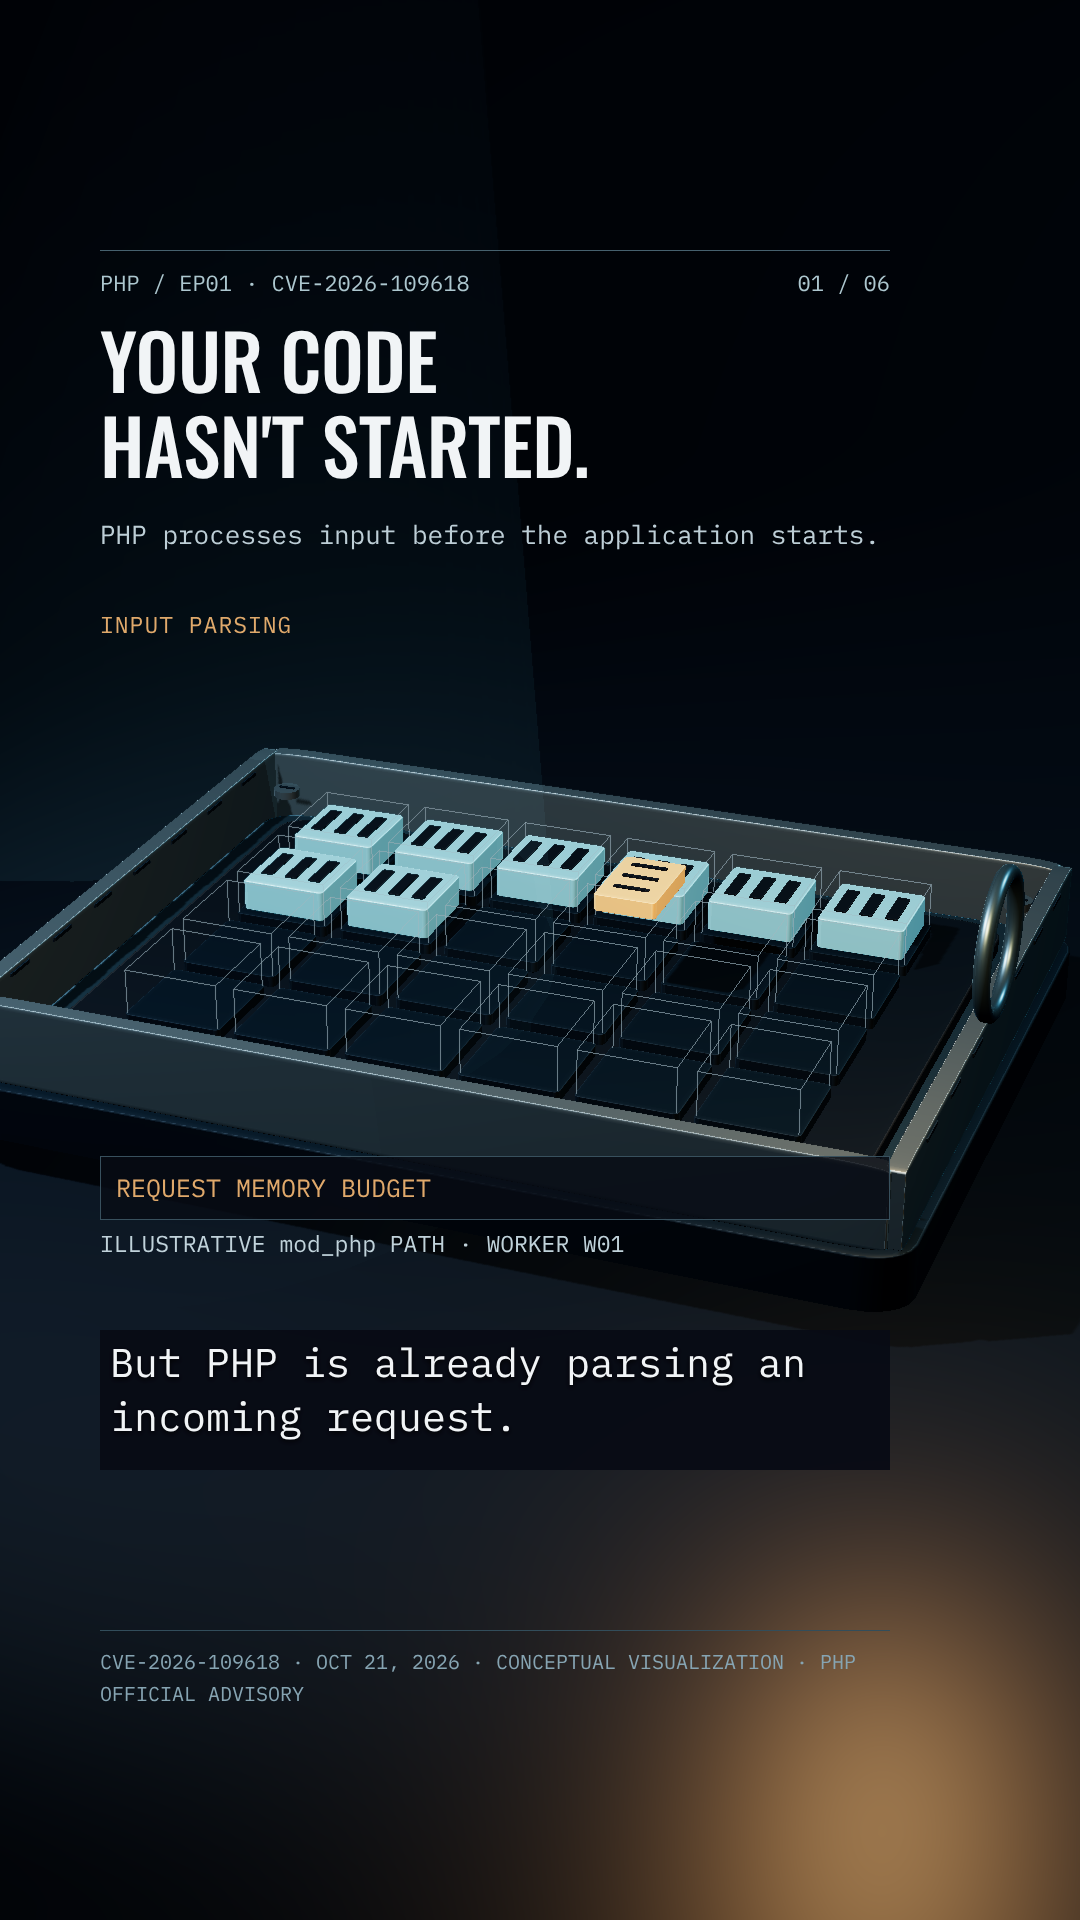 PHP / EP01 · CVE-2026-109618
01 / 06
YOUR CODE
HASN'T STARTED.
PHP processes input before the application starts.
INPUT PARSING
REQUEST MEMORY BUDGET
ILLUSTRATIVE mod_php PATH · WORKER W01
But PHP is already parsing an
incoming request.
CVE-2026-109618 · OCT 21, 2026 · CONCEPTUAL VISUALIZATION · PHP
OFFICIAL ADVISORY